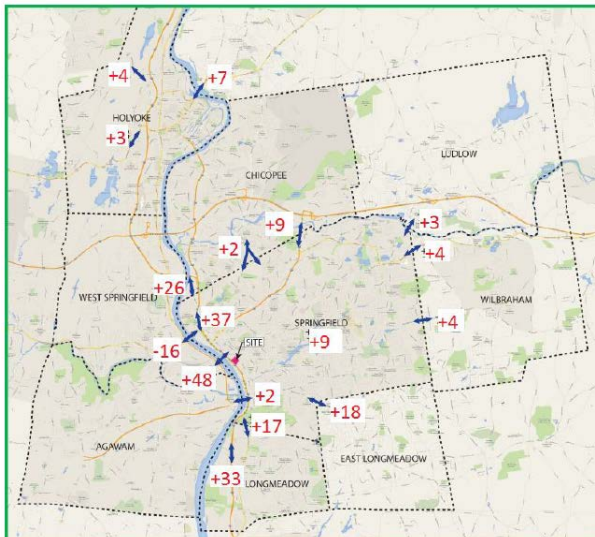 +4
+7
HOLYOKE
+3
LUDLOW
CHICOPEE
+9
+3
+2
+4
+26
WEST SPRINGFIELD
WILBRAHAM
+37
SPRINGFIELD
+4
-16
SITE
+9
+48
+2
+18
+17
AGAWAM
EAST LONGMEADOW
+33
LONGMEADOW